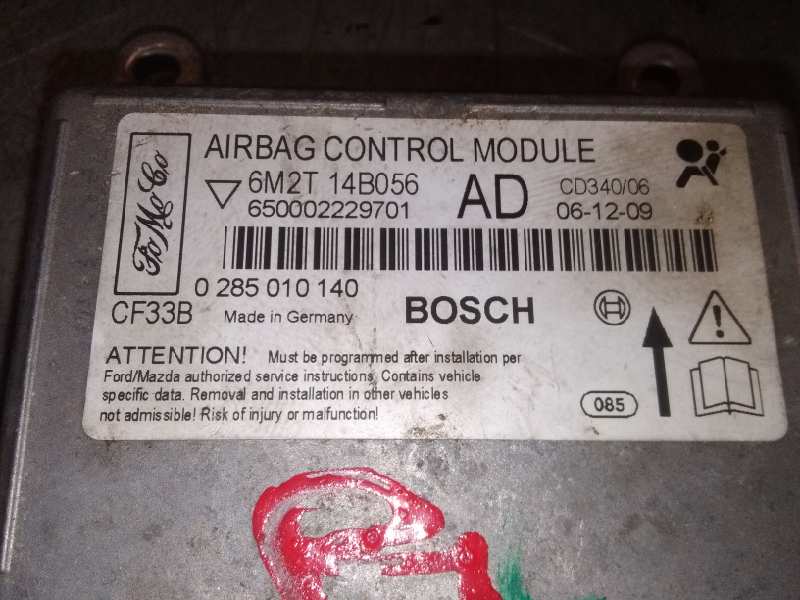 AIRBAG CONTROL MODULE
FoMoCo
6M2T 14B056 AD CD340/06
650002229701 06-12-09
0 285 010 140
CF33B Made in Germany BOSCH
ATTENTION! Must be programmed after installation per
Ford/Mazda authorized service instructions. Contains vehicle
specific data. Removal and installation in other vehicles
not admissible! Risk of injury or malfunction!
085